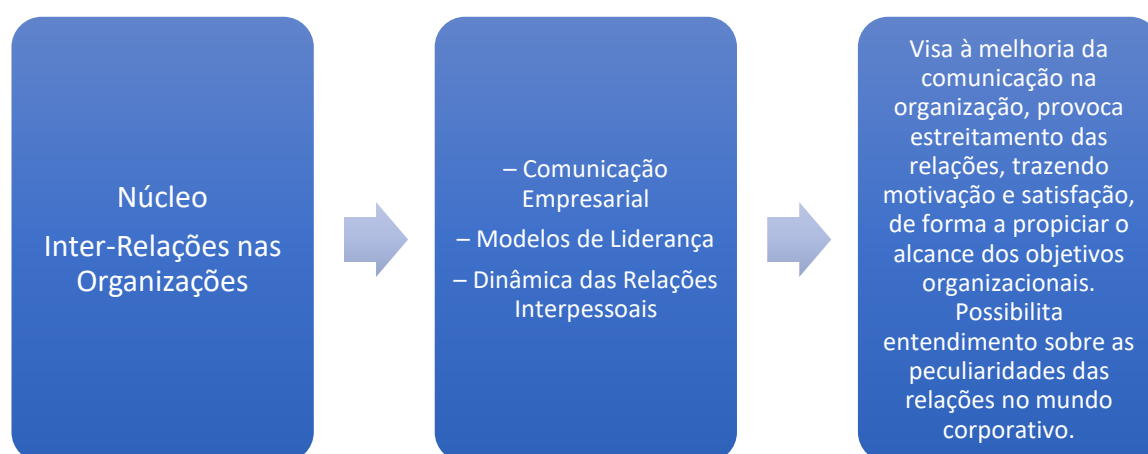 Núcleo
Inter-Relações nas
Organizações
– Comunicação
Empresarial
– Modelos de Liderança
– Dinâmica das Relações
Interpessoais
Visa à melhoria da
comunicação na
organização, provoca
estreitamento das
relações, trazendo
motivação e satisfação,
de forma a propiciar o
alcance dos objetivos
organizacionais.
Possibilita
entendimento sobre as
peculiaridades das
relações no mundo
corporativo.